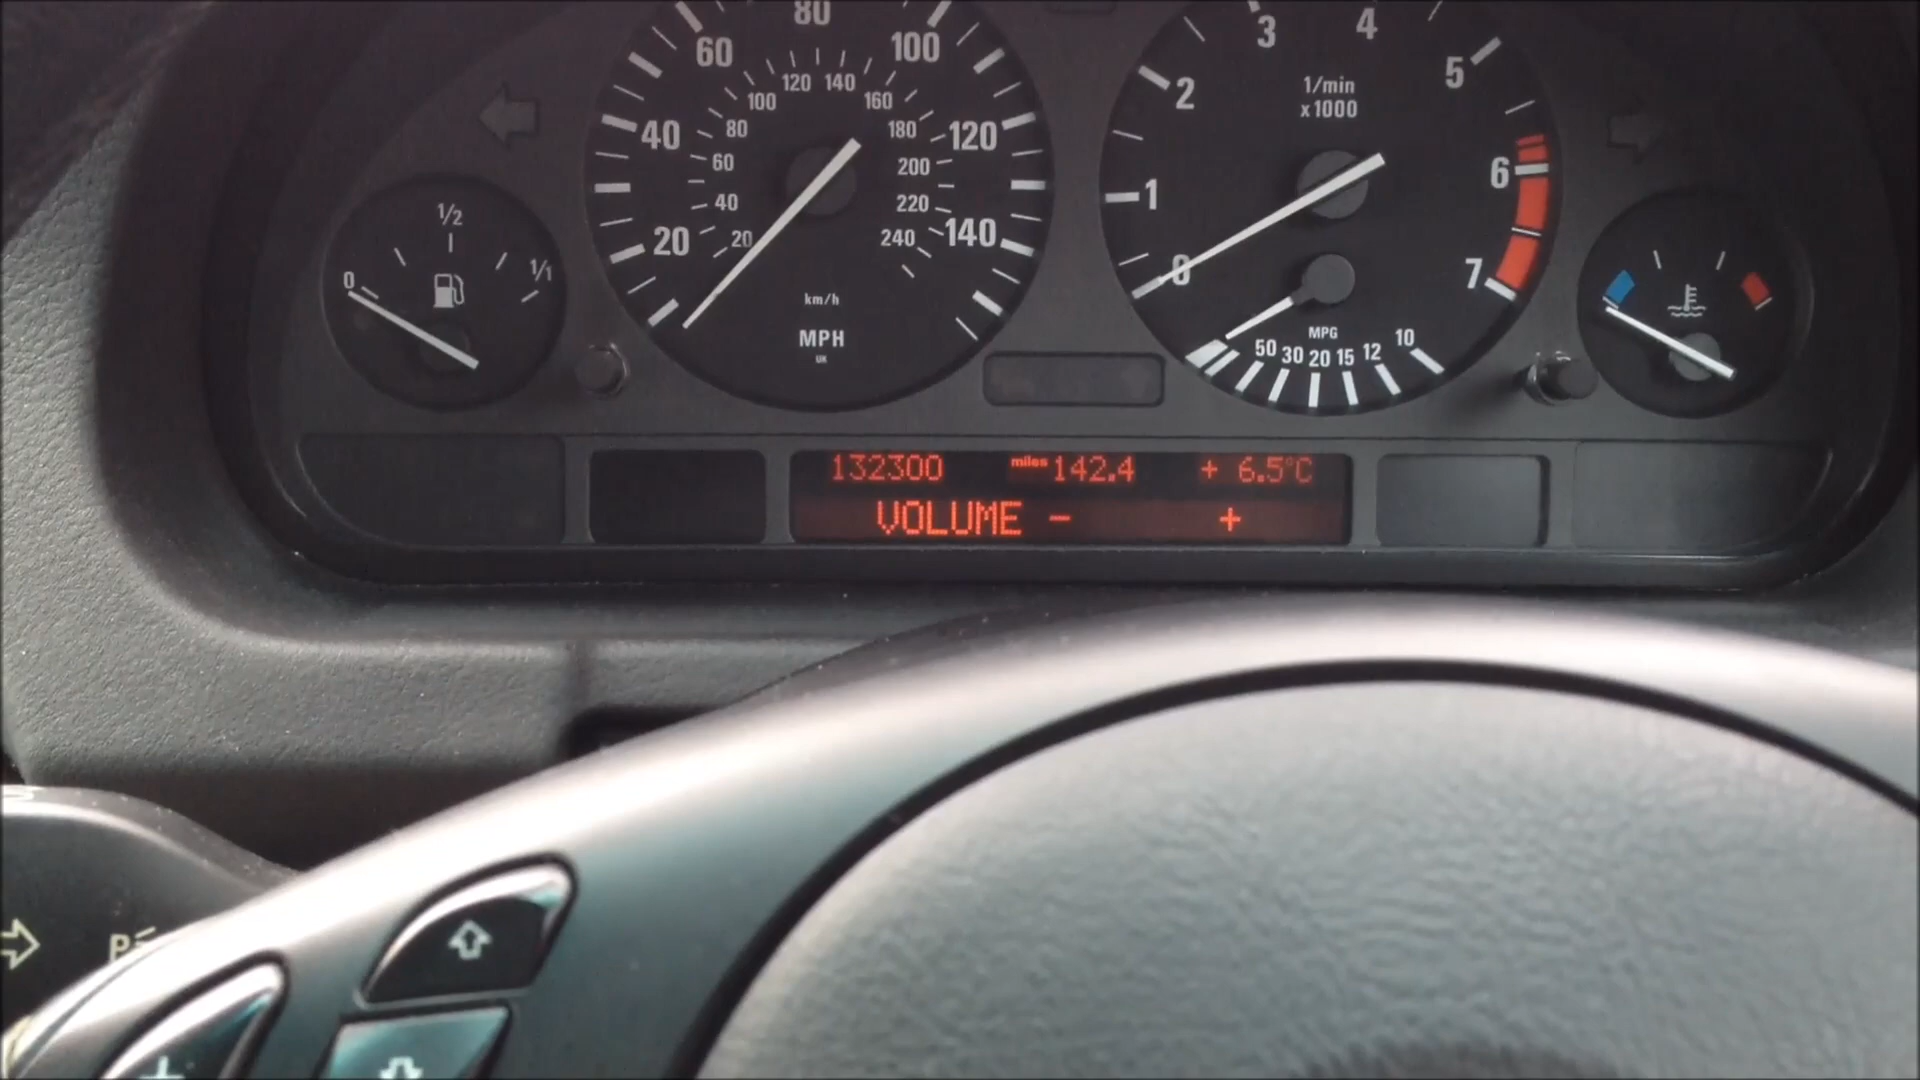 80
60 100
40 120
20 140
120 140
100 160
80 180
60 200
40 220
20 240
km/h
MPH
UK
3 4
2 5
1 6
0 7
1/min
x1000
MPG
50 30 20 15 12 10
1/2
0 1/1
132300 miles 142.4 + 6.5°C
VOLUME - +
P